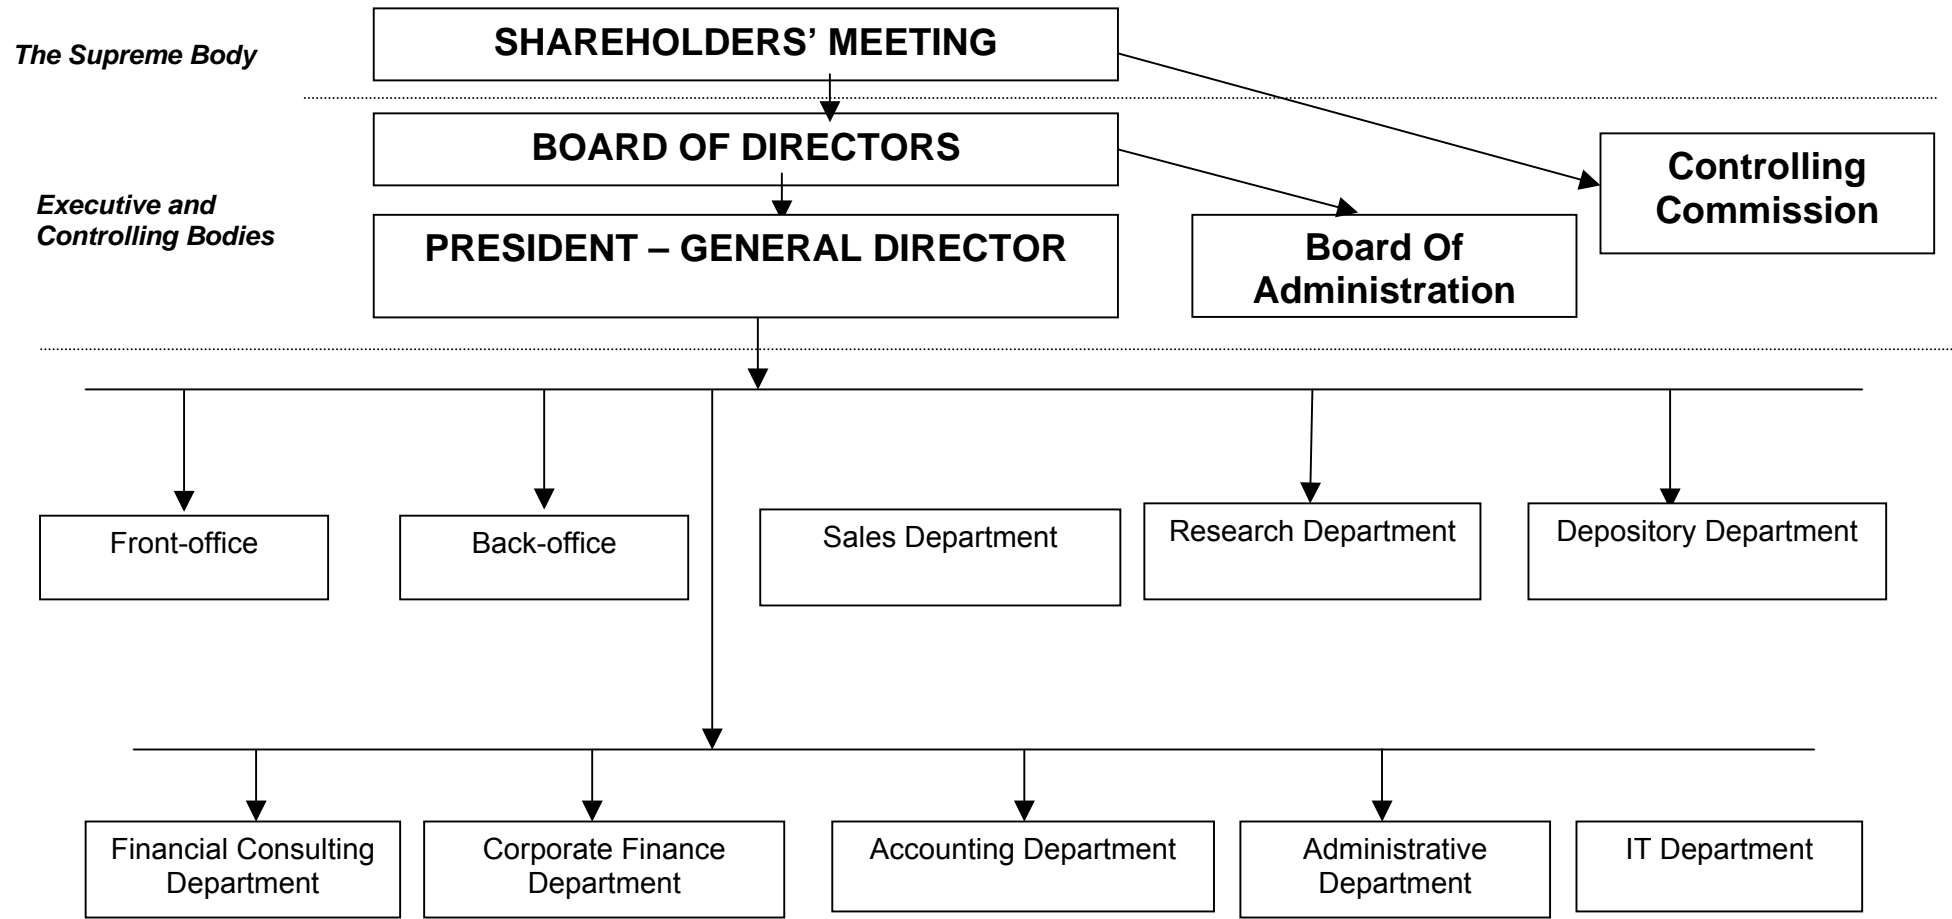 The Supreme Body
SHAREHOLDERS’ MEETING
Executive and
Controlling Bodies
BOARD OF DIRECTORS
Controlling
Commission
PRESIDENT – GENERAL DIRECTOR
Board Of
Administration
Front-office
Back-office
Sales Department
Research Department
Depository Department
Financial Consulting
Department
Corporate Finance
Department
Accounting Department
Administrative
Department
IT Department